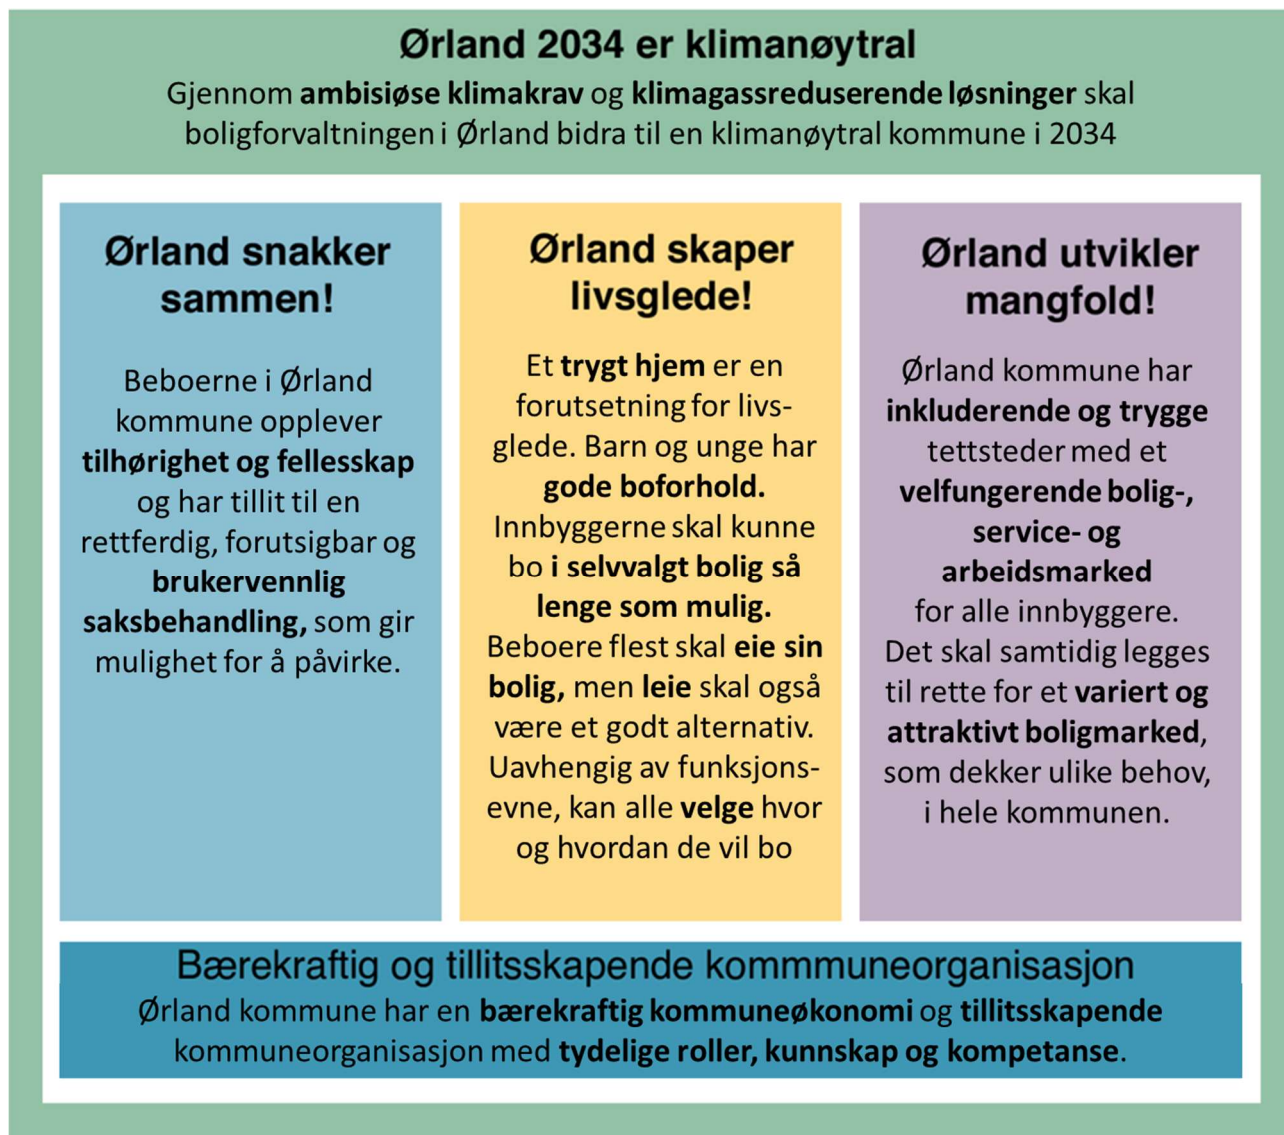 Ørland 2034 er klimanøytral
Gjennom ambisiøse klimakrav og klimagassreduserende løsninger skal
boligforvaltningen i Ørland bidra til en klimanøytral kommune i 2034
Ørland snakker
sammen!
Beboerne i Ørland
kommune opplever
tilhørighet og fellesskap
og har tillit til en
rettferdig, forutsigbar og
brukervennlig
saksbehandling, som gir
mulighet for å påvirke.
Ørland skaper
livsglede!
Et trygt hjem er en
forutsetning for livs-
glede. Barn og unge har
gode boforhold.
Innbyggerne skal kunne
bo i selvvalgt bolig så
lenge som mulig.
Beboere flest skal eie sin
bolig, men leie skal også
være et godt alternativ.
Uavhengig av funksjons-
evne, kan alle velge hvor
og hvordan de vil bo
Ørland utvikler
mangfold!
Ørland kommune har
inkluderende og trygge
tettsteder med et
velfungerende bolig-,
service- og
arbeidsmarked
for alle innbyggere.
Det skal samtidig legges
til rette for et variert og
attraktivt boligmarked,
som dekker ulike behov,
i hele kommunen.
Bærekraftig og tillitsskapende kommmuneorganisasjon
Ørland kommune har en bærekraftig kommuneøkonomi og tillitsskapende
kommuneorganisasjon med tydelige roller, kunnskap og kompetanse.